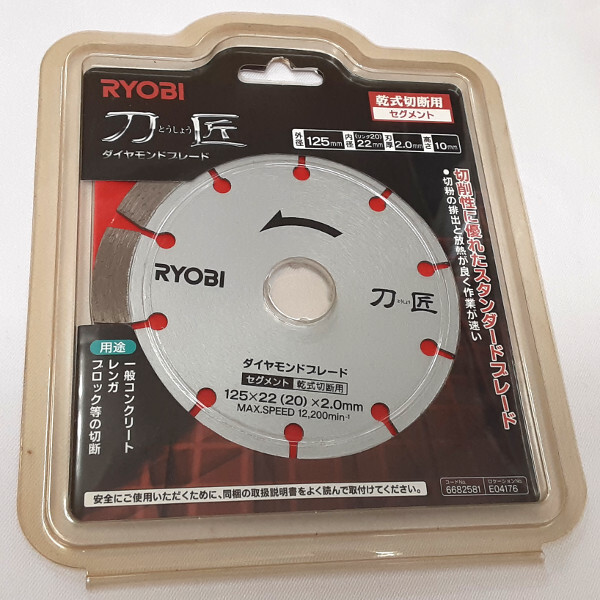 RYOBI
刀匠
とうしょう
ダイヤモンドブレード
乾式切断用
セグメント
外径 125mm 内径 (リング20) 22mm 刃厚 2.0mm 高さ 10mm
切削性に優れたスタンダードブレード
●切粉の排出と放熱が良く作業が速い
RYOBI
刀匠
とうしょう
ダイヤモンドブレード
セグメント 乾式切断用
125×22(20)×2.0mm
MAX.SPEED 12,200min⁻¹
用途
一般コンクリート
レンガ
ブロック等の切断
安全にご使用いただくために、同梱の取扱説明書をよく読んで取付けてください。
コードNo. ロケーションNo.
6682581 E04176